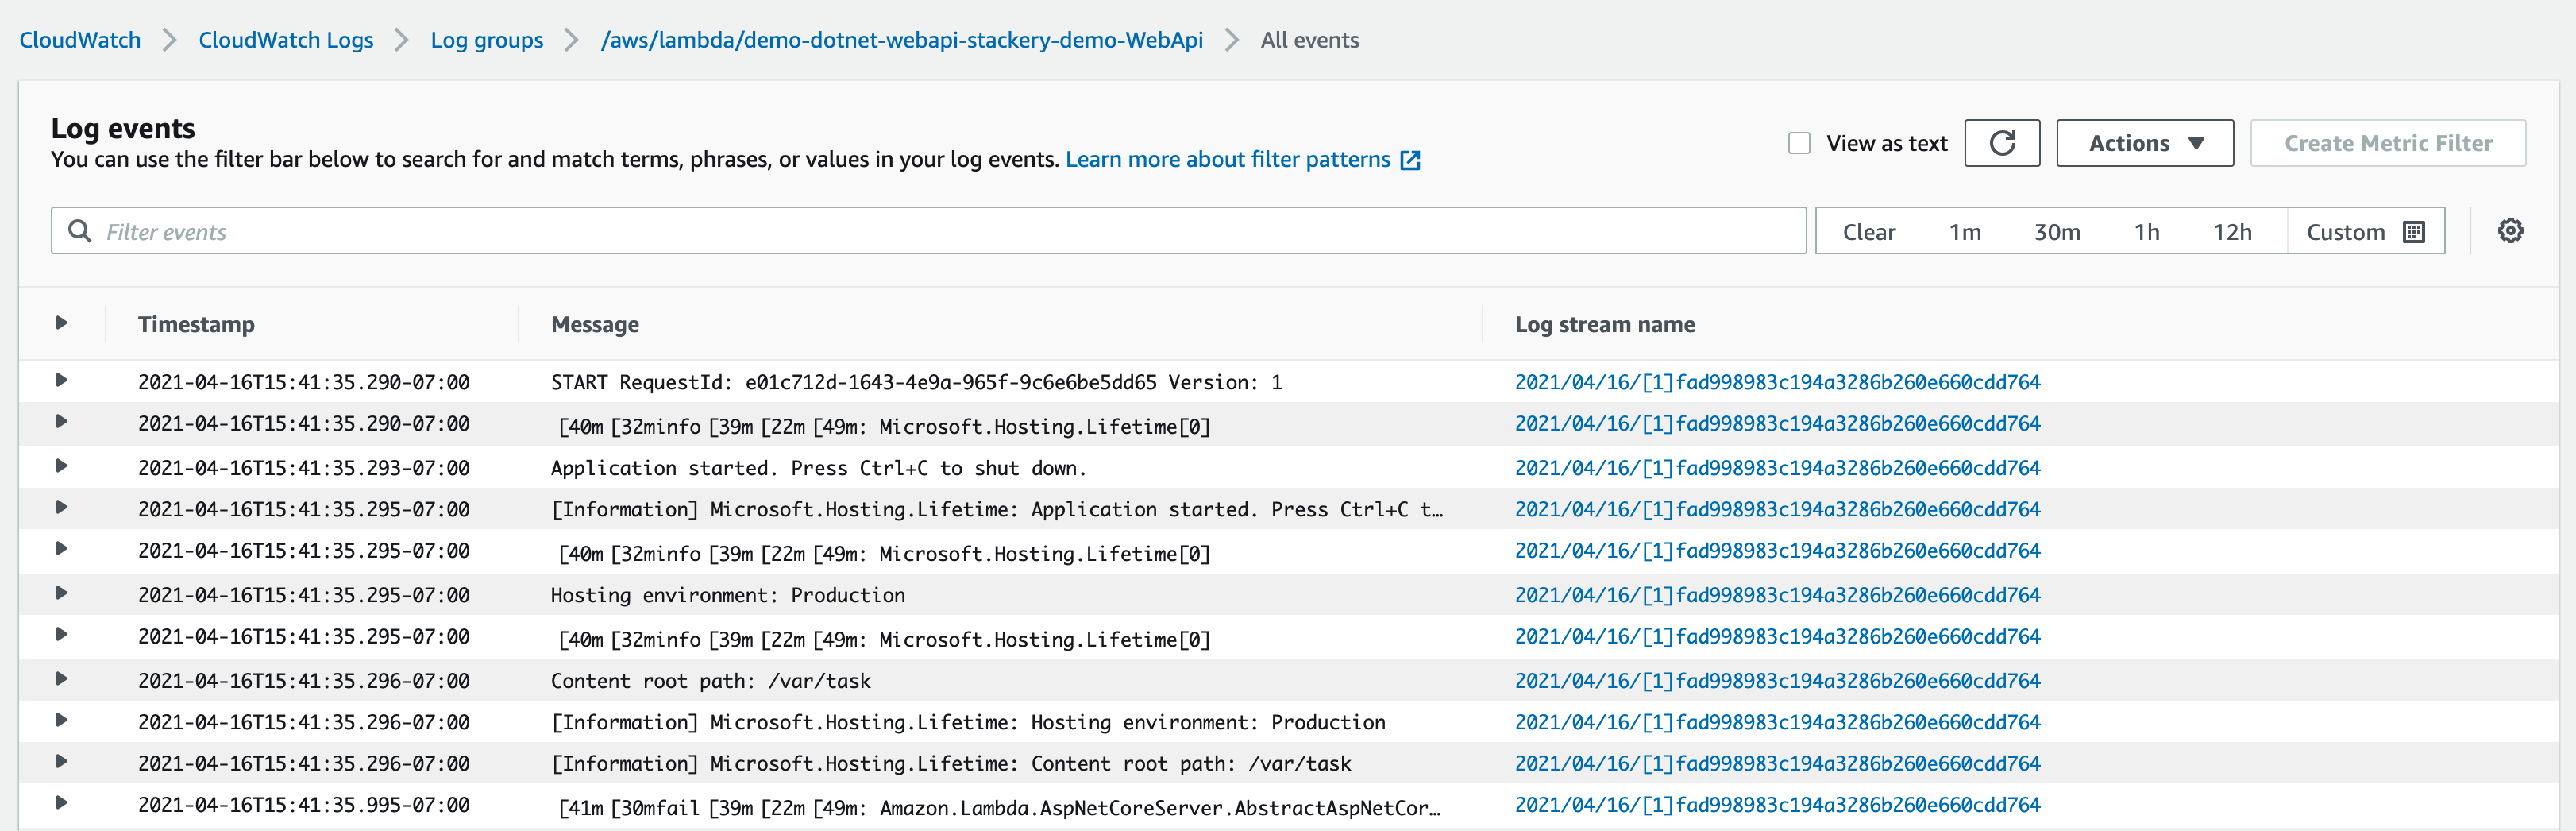 CloudWatch > CloudWatch Logs > Log groups > /aws/lambda/demo-dotnet-webapi-stackery-demo-WebApi > All events
Log events
You can use the filter bar below to search for and match terms, phrases, or values in your log events. Learn more about filter patterns
View as text Actions Create Metric Filter
Filter events Clear 1m 30m 1h 12h Custom
Timestamp Message Log stream name
2021-04-16T15:41:35.290-07:00 START RequestId: e01c712d-1643-4e9a-965f-9c6e6be5dd65 Version: 1 2021/04/16/[1]fad998983c194a3286b260e660cdd764
2021-04-16T15:41:35.290-07:00 [40m [32minfo [39m [22m [49m: Microsoft.Hosting.Lifetime[0] 2021/04/16/[1]fad998983c194a3286b260e660cdd764
2021-04-16T15:41:35.293-07:00 Application started. Press Ctrl+C to shut down. 2021/04/16/[1]fad998983c194a3286b260e660cdd764
2021-04-16T15:41:35.295-07:00 [Information] Microsoft.Hosting.Lifetime: Application started. Press Ctrl+C t… 2021/04/16/[1]fad998983c194a3286b260e660cdd764
2021-04-16T15:41:35.295-07:00 [40m [32minfo [39m [22m [49m: Microsoft.Hosting.Lifetime[0] 2021/04/16/[1]fad998983c194a3286b260e660cdd764
2021-04-16T15:41:35.295-07:00 Hosting environment: Production 2021/04/16/[1]fad998983c194a3286b260e660cdd764
2021-04-16T15:41:35.295-07:00 [40m [32minfo [39m [22m [49m: Microsoft.Hosting.Lifetime[0] 2021/04/16/[1]fad998983c194a3286b260e660cdd764
2021-04-16T15:41:35.296-07:00 Content root path: /var/task 2021/04/16/[1]fad998983c194a3286b260e660cdd764
2021-04-16T15:41:35.296-07:00 [Information] Microsoft.Hosting.Lifetime: Hosting environment: Production 2021/04/16/[1]fad998983c194a3286b260e660cdd764
2021-04-16T15:41:35.296-07:00 [Information] Microsoft.Hosting.Lifetime: Content root path: /var/task 2021/04/16/[1]fad998983c194a3286b260e660cdd764
2021-04-16T15:41:35.995-07:00 [41m [30mfail [39m [22m [49m: Amazon.Lambda.AspNetCoreServer.AbstractAspNetCor… 2021/04/16/[1]fad998983c194a3286b260e660cdd764